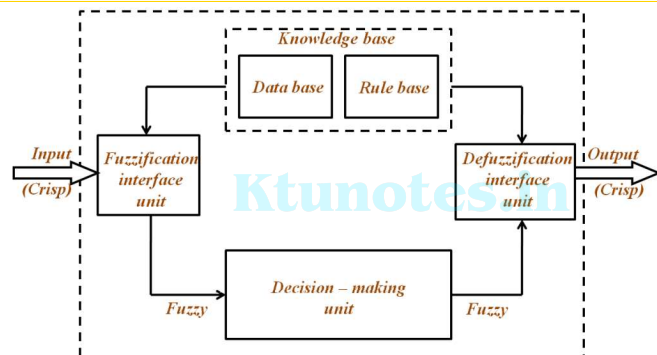 Knowledge base
Data base
Rule base
Input
(Crisp)
Fuzzification
interface
unit
Defuzzification
interface
unit
Output
(Crisp)
Ktunotes.in
Decision – making
unit
Fuzzy
Fuzzy